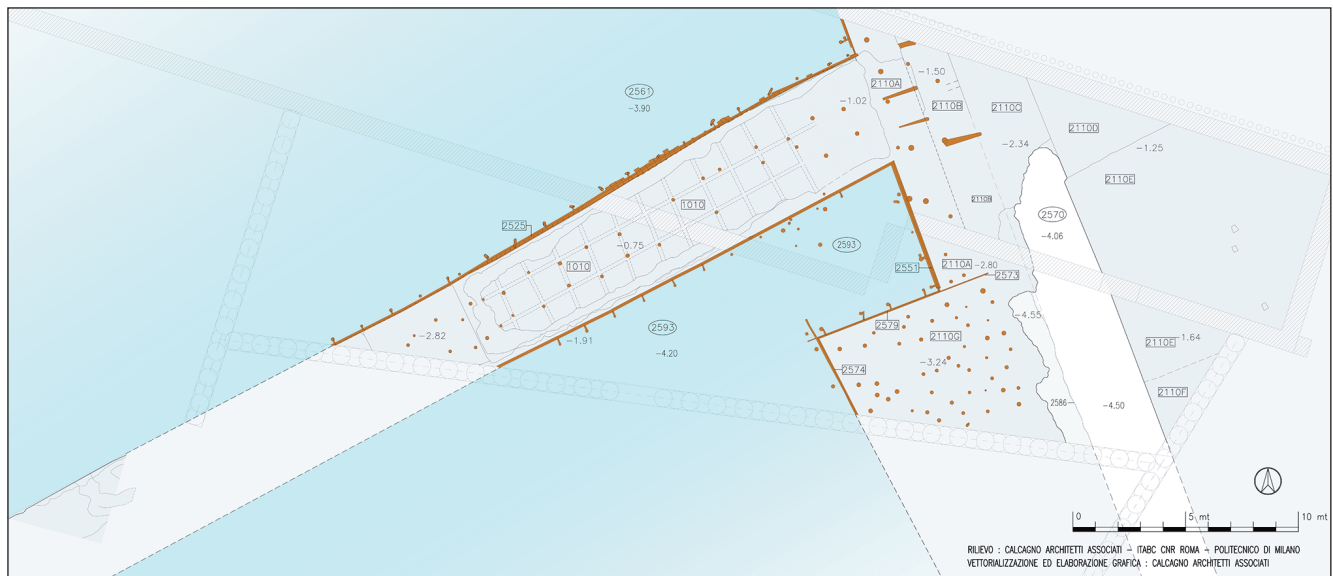 2561
-3.90
2110A
-1.50
-1.02
2110B
2110C
2110D
-2.34
-1.25
2110E
2110B
1010
2570
-4.06
2525
-0.75
2593
1010
2551
2110A
-2.80
2573
2593
-4.20
-4.55
2579
-2.82
-1.91
2110G
2110E
-1.64
-3.24
2574
2110F
2586
-4.50
0 5 mt 10 mt
RILIEVO : CALCAGNO ARCHITETTI ASSOCIATI - ITABC CNR ROMA - POLITECNICO DI MILANO
VETTORIALIZZAZIONE ED ELABORAZIONE GRAFICA : CALCAGNO ARCHITETTI ASSOCIATI